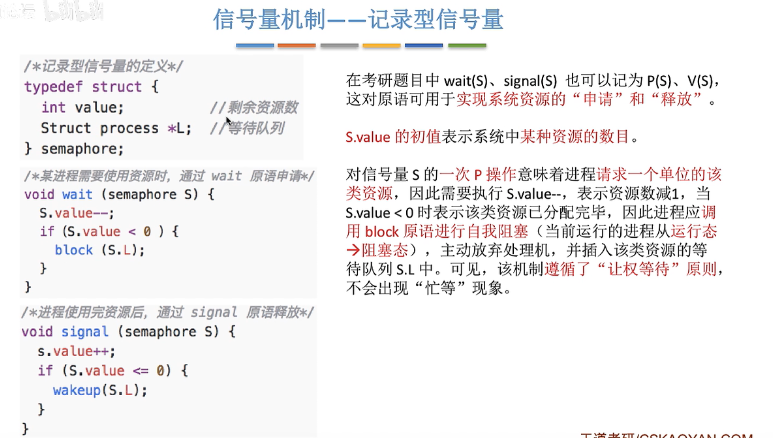 信号量机制——记录型信号量
/*记录型信号量的定义*/
typedef struct {
int value; //剩余资源数
Struct process *L; //等待队列
} semaphore;
/*某进程需要使用资源时，通过 wait 原语申请*/
void wait (semaphore S) {
S.value--;
if (S.value < 0 ) {
block (S.L);
}
}
/*进程使用完资源后，通过 signal 原语释放*/
void signal (semaphore S) {
s.value++;
if (S.value <= 0) {
wakeup(S.L);
}
}
在考研题目中 wait(S)、signal(S) 也可以记为 P(S)、V(S)，
这对原语可用于实现系统资源的“申请”和“释放”。
S.value 的初值表示系统中某种资源的数目。
对信号量 S 的一次 P 操作意味着进程请求一个单位的该
类资源，因此需要执行 S.value--，表示资源数减1，当
S.value < 0 时表示该类资源已分配完毕，因此进程应调
用 block 原语进行自我阻塞（当前运行的进程从运行态
→阻塞态），主动放弃处理机，并插入该类资源的等
待队列 S.L 中。可见，该机制遵循了“让权等待”原则，
不会出现“忙等”现象。
王道考研/CSKAOYAN.COM